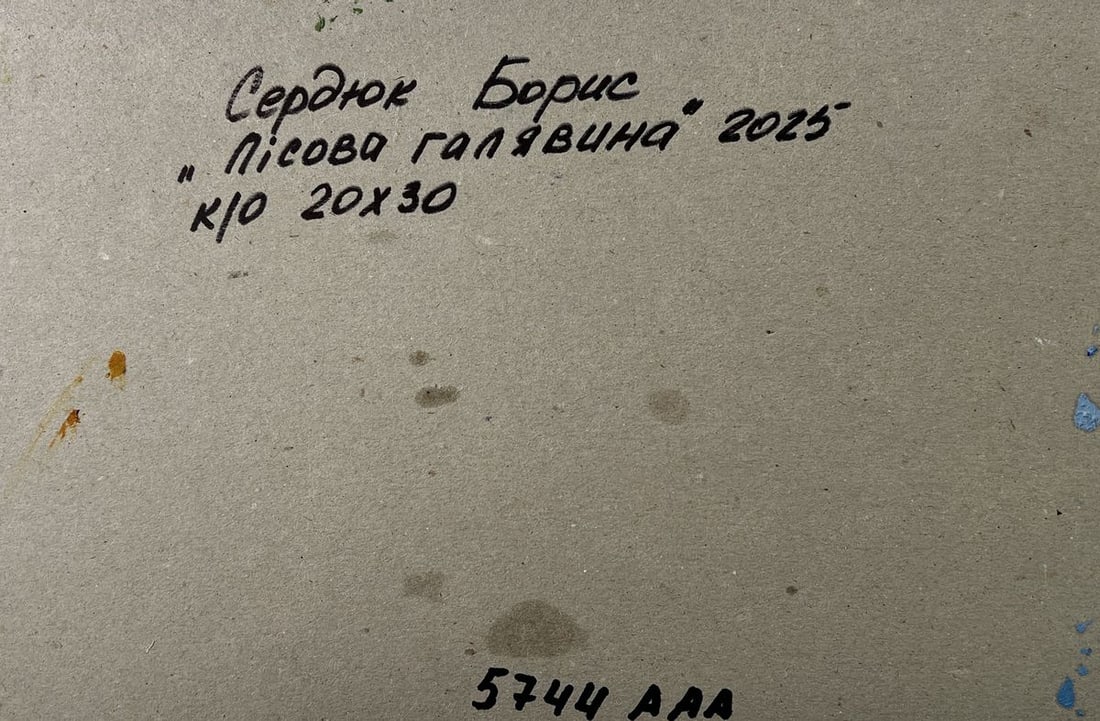 Сердюк Борис
„Лісова галявина" 2025
к/о 20х30
5744 ААА